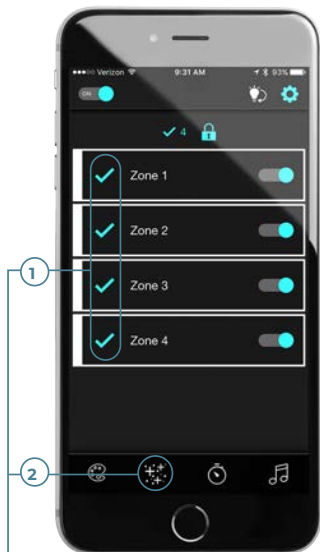 Verizon 9:31 AM 93%
ON
4
Zone 1
Zone 2
1
Zone 3
Zone 4
2